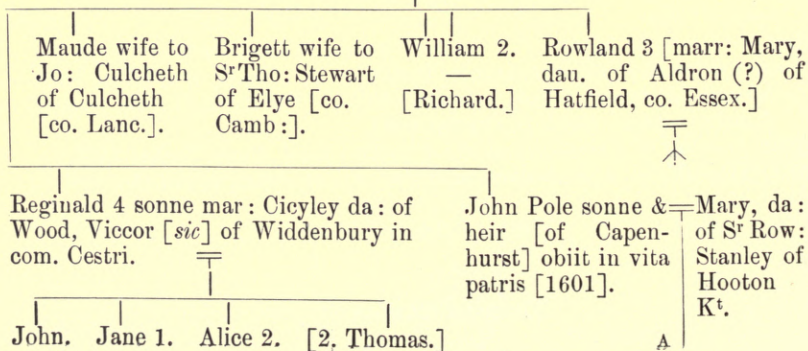 Maude wife to
Jo: Culcheth
of Culcheth
[co. Lanc.].
Brigett wife to
Sʳ Tho: Stewart
of Elye [co.
Camb:].
William 2.
—
[Richard.]
Rowland 3 [marr: Mary,
dau. of Aldron (?) of
Hatfield, co. Essex.]
Reginald 4 sonne mar: Cicyley da: of
Wood, Viccor [sic] of Widdenbury in
com. Cestri.
John Pole sonne &
heir [of Capen-
hurst] obiit in vita
patris [1601].
Mary, da:
of Sʳ Row:
Stanley of
Hooton
Kᵗ.
John. Jane 1. Alice 2. [2. Thomas.]
A